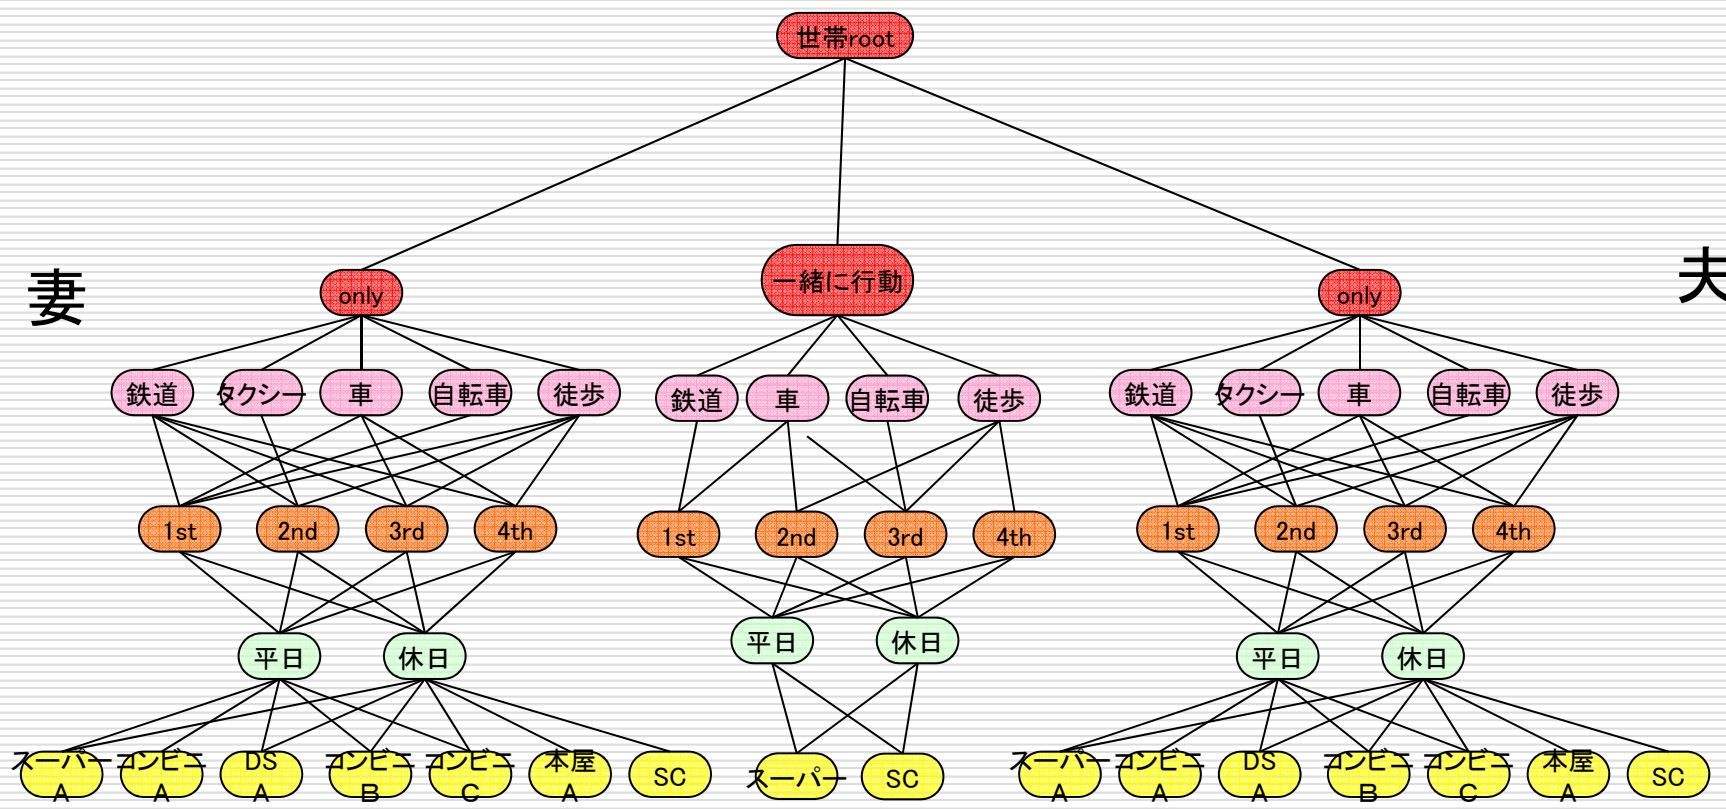 世帯root
妻
only
一緒に行動
only
夫
鉄道
タクシー
車
自転車
徒歩
鉄道
車
自転車
徒歩
鉄道
タクシー
車
自転車
徒歩
1st
2nd
3rd
4th
1st
2nd
3rd
4th
1st
2nd
3rd
4th
平日
休日
平日
休日
平日
休日
スーパー
A
コンビニ
A
DS
A
コンビニ
B
コンビニ
C
本屋
A
SC
スーパー
SC
スーパー
A
コンビニ
A
DS
A
コンビニ
B
コンビニ
C
本屋
A
SC